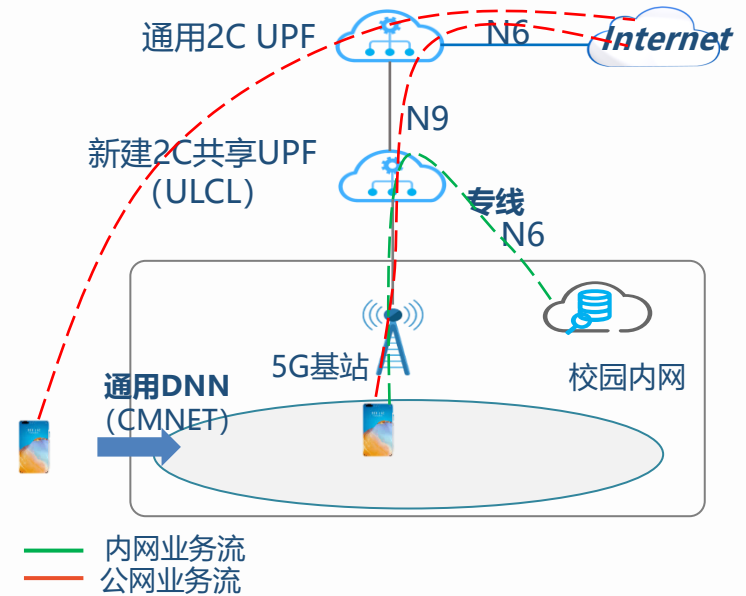 通用2C UPF
N6
Internet
N9
新建2C共享UPF
（ULCL）
专线
N6
5G基站
校园内网
通用DNN
(CMNET)
内网业务流
公网业务流